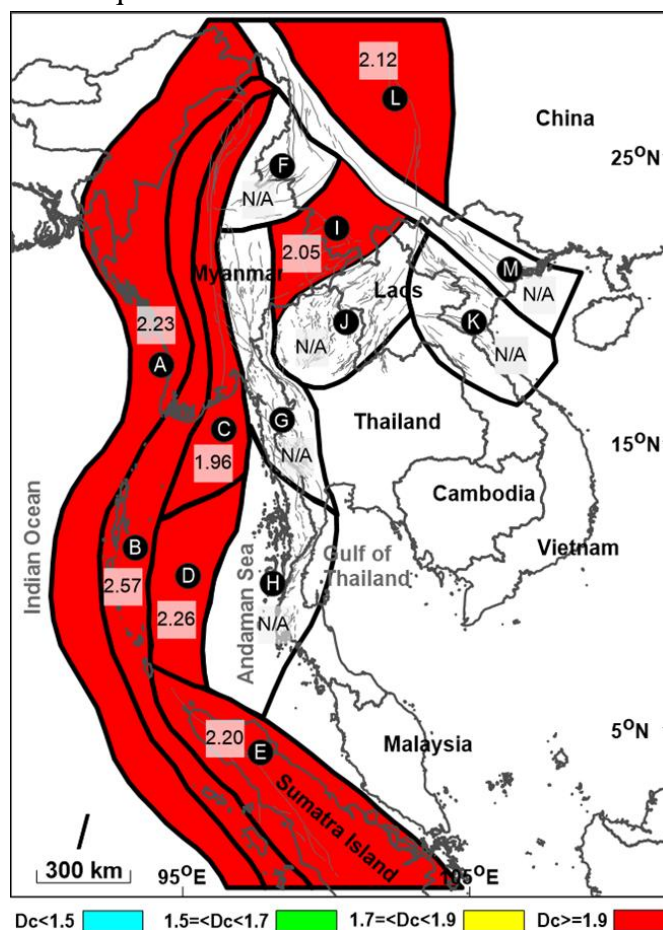 2.12
L
China
25°N
F
N/A
I
2.05
Myanmar
M
N/A
Laos
J
N/A
K
N/A
2.23
A
C
1.96
G
N/A
Thailand
15°N
Cambodia
Vietnam
Indian Ocean
B
2.57
D
2.26
Andaman Sea
H
N/A
Gulf of
Thailand
2.20
E
5°N
Malaysia
Sumatra Island
300 km
95°E
105°E
Dc<1.5
1.5=<Dc<1.7
1.7=<Dc<1.9
Dc>=1.9